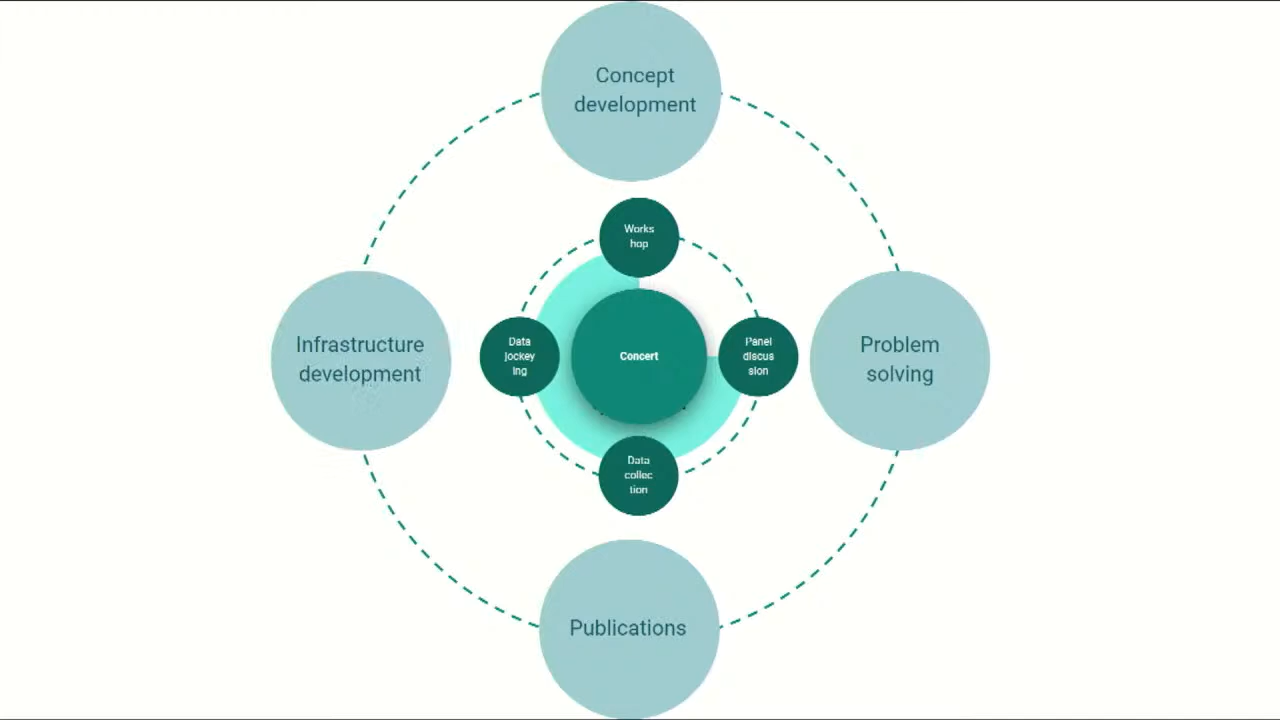 Concept
development
Works
hop
Infrastructure
development
Data
jockey
ing
Concert
Panel
discus
sion
Problem
solving
Data
collec
tion
Publications